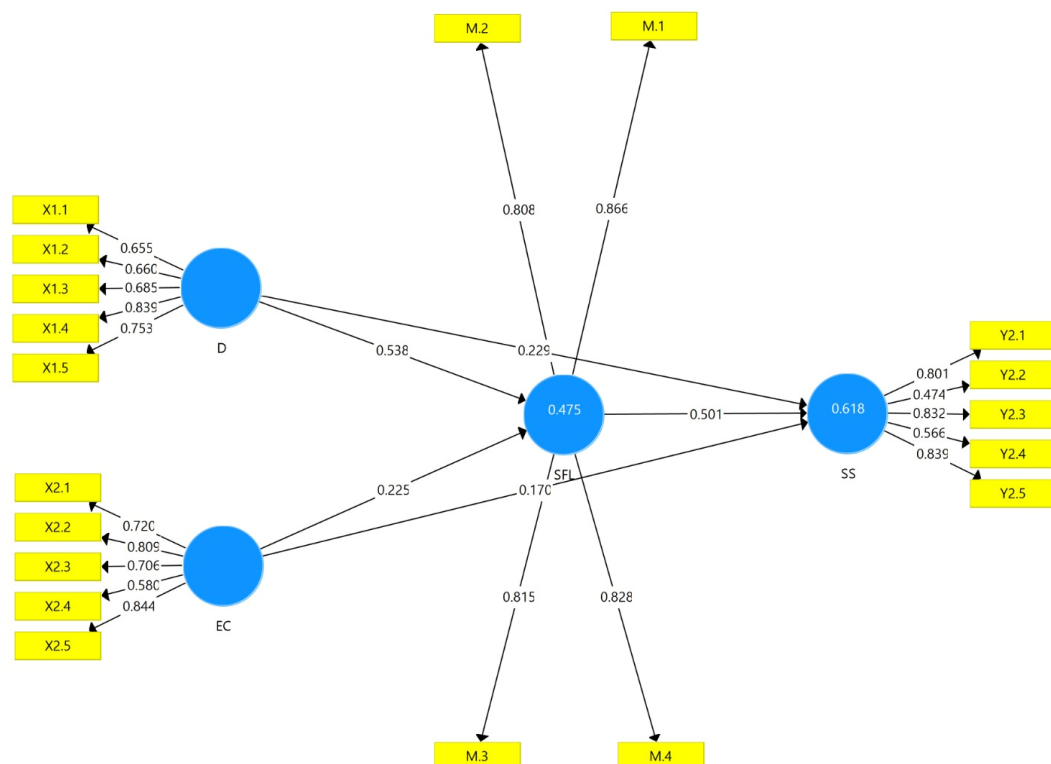 M.2
M.1
0.808
0.866
X1.1
X1.2
X1.3
X1.4
X1.5
0.655
0.660
0.685
0.839
0.753
D
0.538
0.229
0.475
SFL
0.501
0.618
SS
0.801
0.474
0.832
0.566
0.839
Y2.1
Y2.2
Y2.3
Y2.4
Y2.5
X2.1
X2.2
X2.3
X2.4
X2.5
0.720
0.809
0.706
0.580
0.844
EC
0.225
0.170
0.815
0.828
M.3
M.4